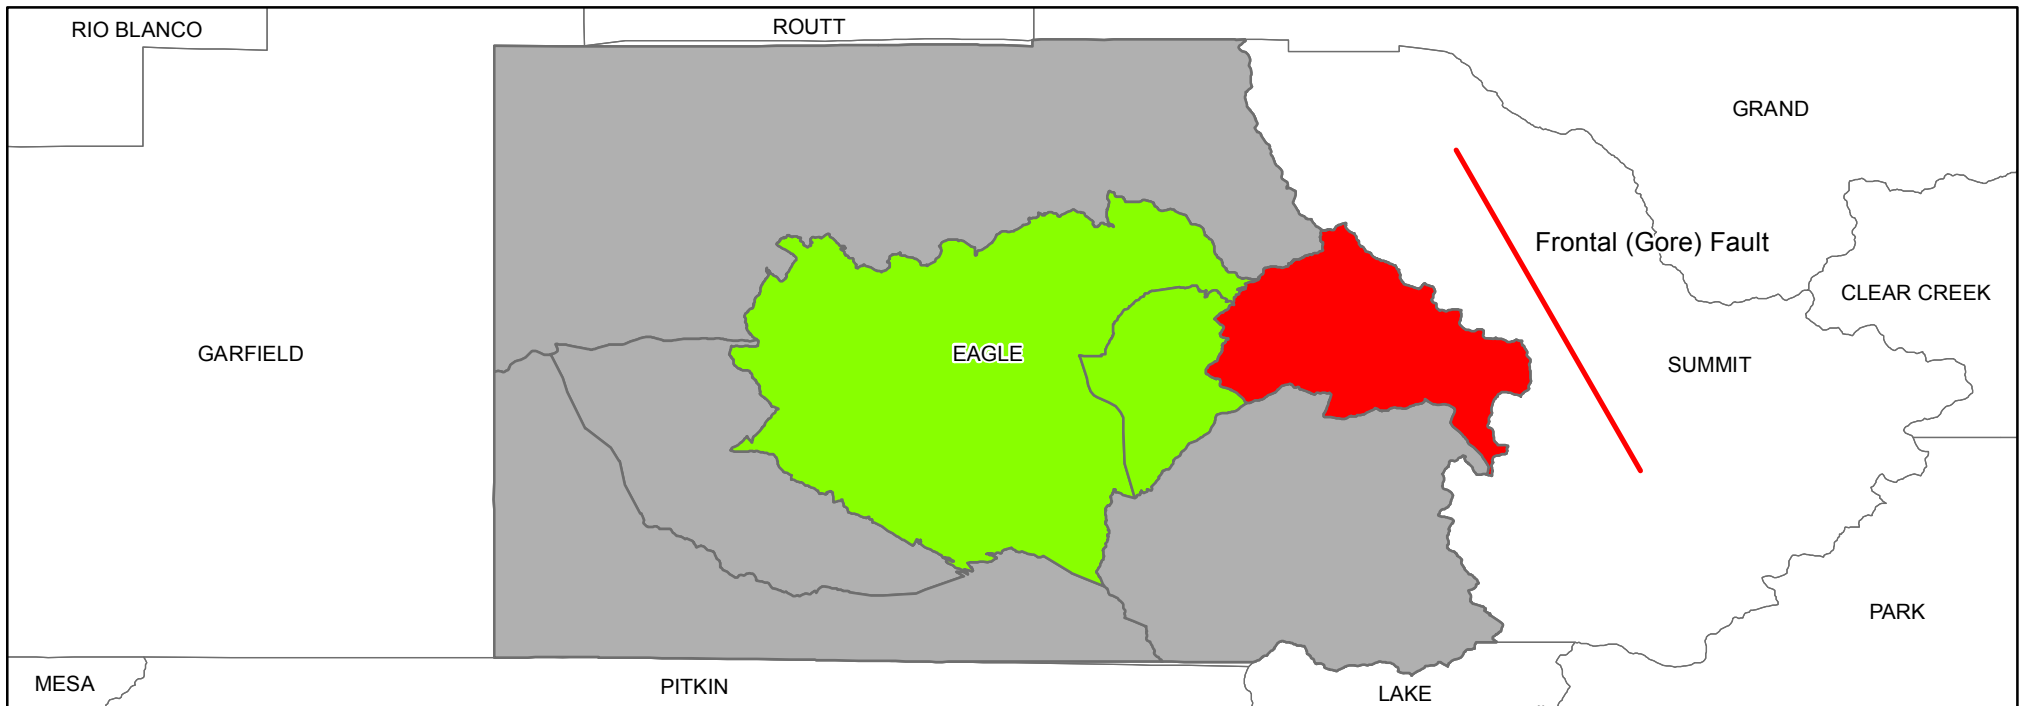 RIO BLANCO
ROUTT
GRAND
Frontal (Gore) Fault
CLEAR CREEK
GARFIELD
EAGLE
SUMMIT
PARK
MESA
PITKIN
LAKE